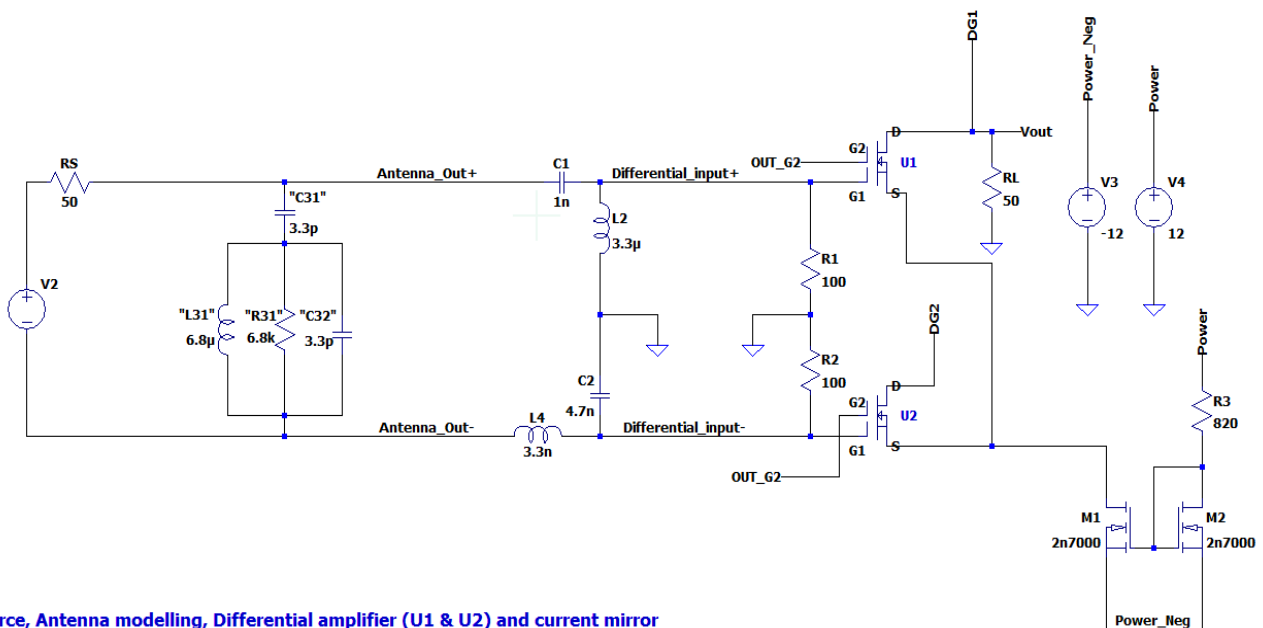 DG1
Power_Neg
Power
RS
50
"C31"
3.3p
Antenna_Out+
C1
1n
Differential_input+
OUT_G2
G2
D
U1
G1
S
Vout
RL
50
V3
-12
V4
12
L2
3.3µ
R1
100
V2
"L31"
6.8µ
"R31"
6.8k
"C32"
3.3p
DG2
Power
C2
4.7n
R2
100
R3
820
Antenna_Out-
L4
3.3n
Differential_input-
G2
D
U2
G1
S
OUT_G2
M1
2n7000
M2
2n7000
Power_Neg
rce, Antenna modelling, Differential amplifier (U1 & U2) and current mirror